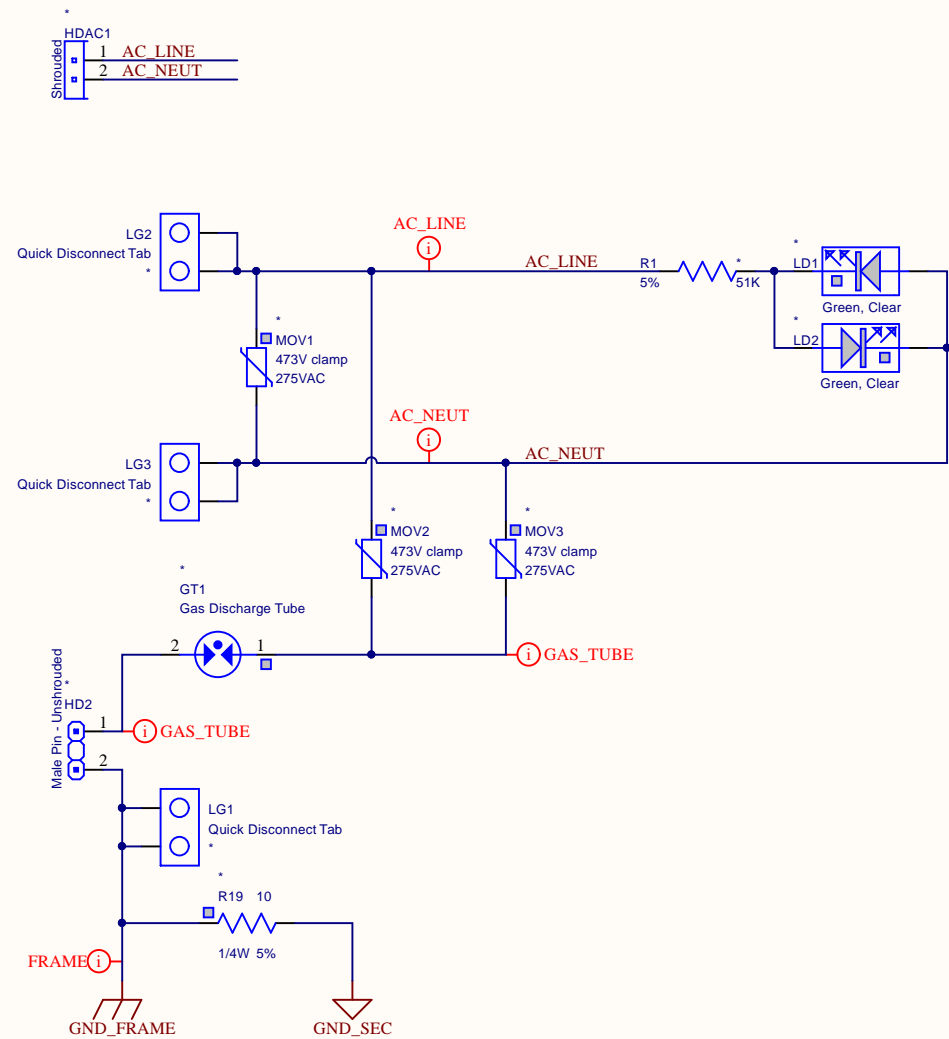 *
HDAC1
Shrouded
1 AC_LINE
2 AC_NEUT
LG2
Quick Disconnect Tab
*
AC_LINE
i
AC_LINE
R1
5%
*
51K
*
LD1
Green, Clear
*
LD2
Green, Clear
*
MOV1
473V clamp
275VAC
AC_NEUT
i
AC_NEUT
LG3
Quick Disconnect Tab
*
*
MOV2
473V clamp
275VAC
*
MOV3
473V clamp
275VAC
*
GT1
Gas Discharge Tube
2
1
i GAS_TUBE
Male Pin - Unshrouded
*
HD2
1
i GAS_TUBE
2
LG1
Quick Disconnect Tab
*
*
R19 10
1/4W 5%
FRAME i
GND_FRAME
GND_SEC